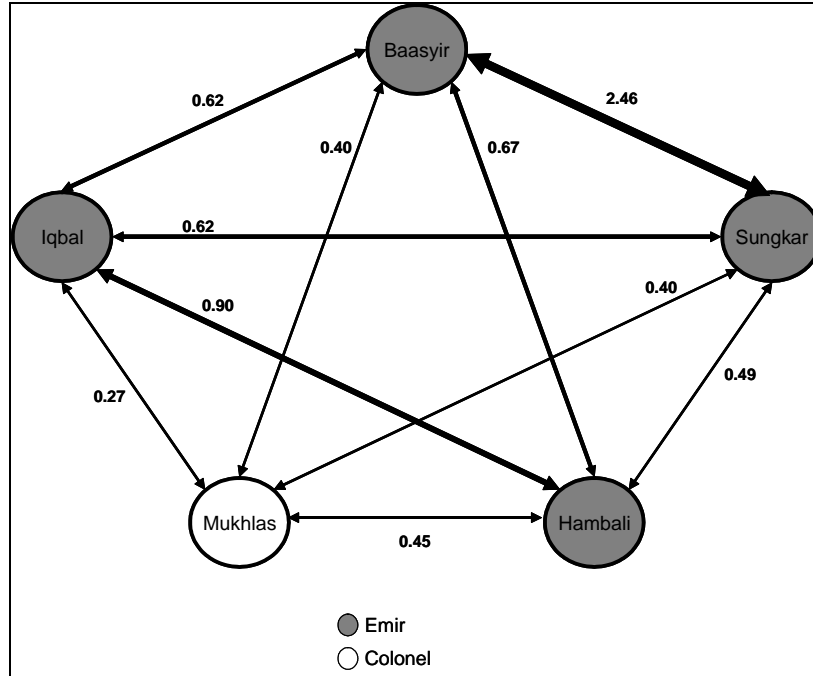 Baasyir
0.62
2.46
0.40
0.67
Iqbal
0.62
Sungkar
0.90
0.40
0.27
0.49
Mukhlas
0.45
Hambali
Emir
Colonel